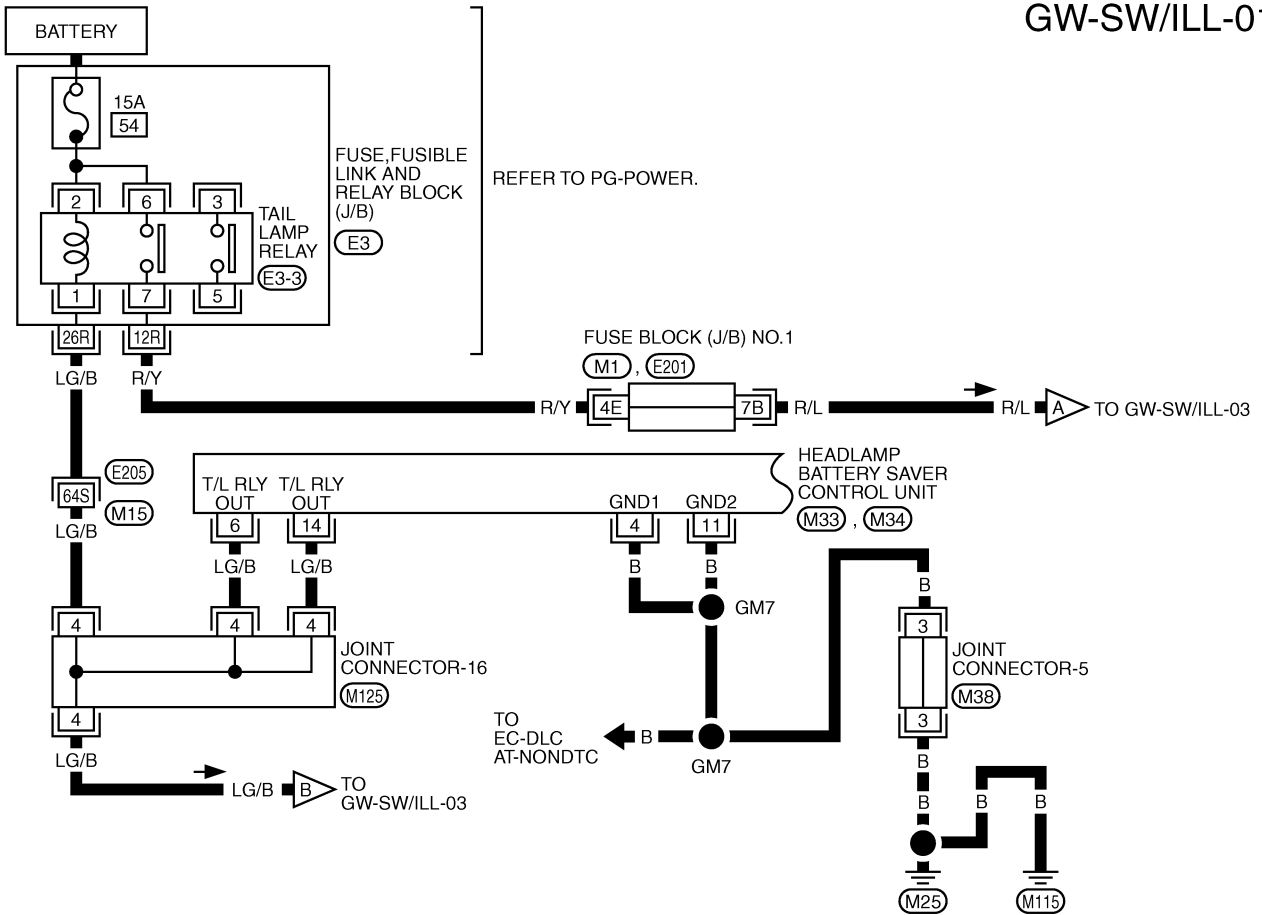 GW-SW/ILL-01
BATTERY
15A
54
FUSE,FUSIBLE
LINK AND
RELAY BLOCK
(J/B)
E3
REFER TO PG-POWER.
2
6
3
TAIL
LAMP
RELAY
E3-3
1
7
5
26R
12R
LG/B
R/Y
FUSE BLOCK (J/B) NO.1
M1 , E201
R/Y
4E
7B
R/L
R/L
A
TO GW-SW/ILL-03
E205
64S
M15
LG/B
HEADLAMP
BATTERY SAVER
CONTROL UNIT
M33 , M34
T/L RLY
OUT
T/L RLY
OUT
GND1
GND2
6
14
4
11
LG/B
LG/B
B
B
B
GM7
4
4
4
JOINT
CONNECTOR-16
M125
4
3
JOINT
CONNECTOR-5
M38
3
TO
EC-DLC
AT-NONDTC
B
GM7
LG/B
LG/B
B
TO
GW-SW/ILL-03
B
B
B
B
M25
M115